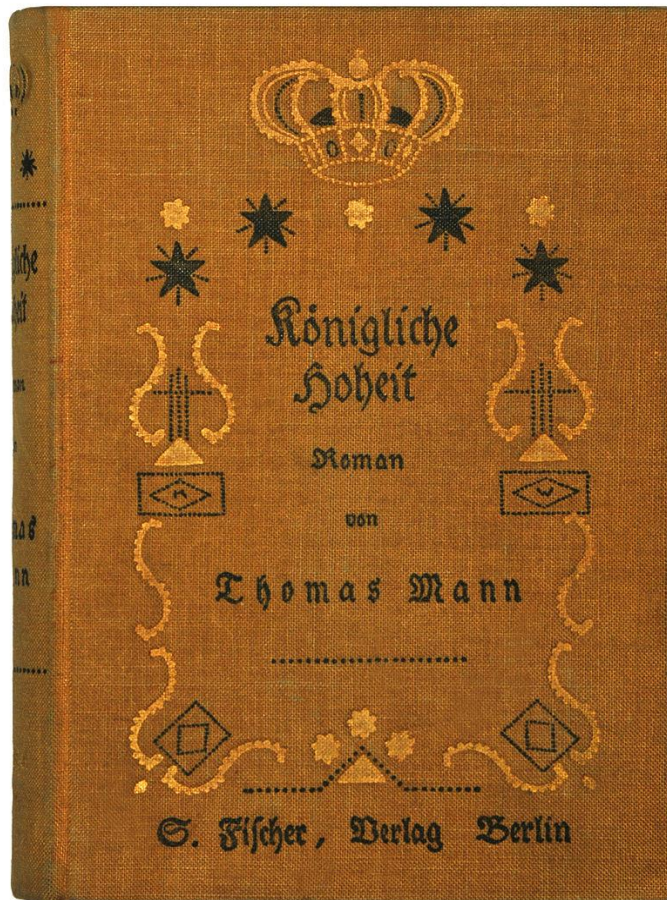 Königliche
Hoheit
Roman
von
Thomas Mann
S. Fischer, Verlag Berlin